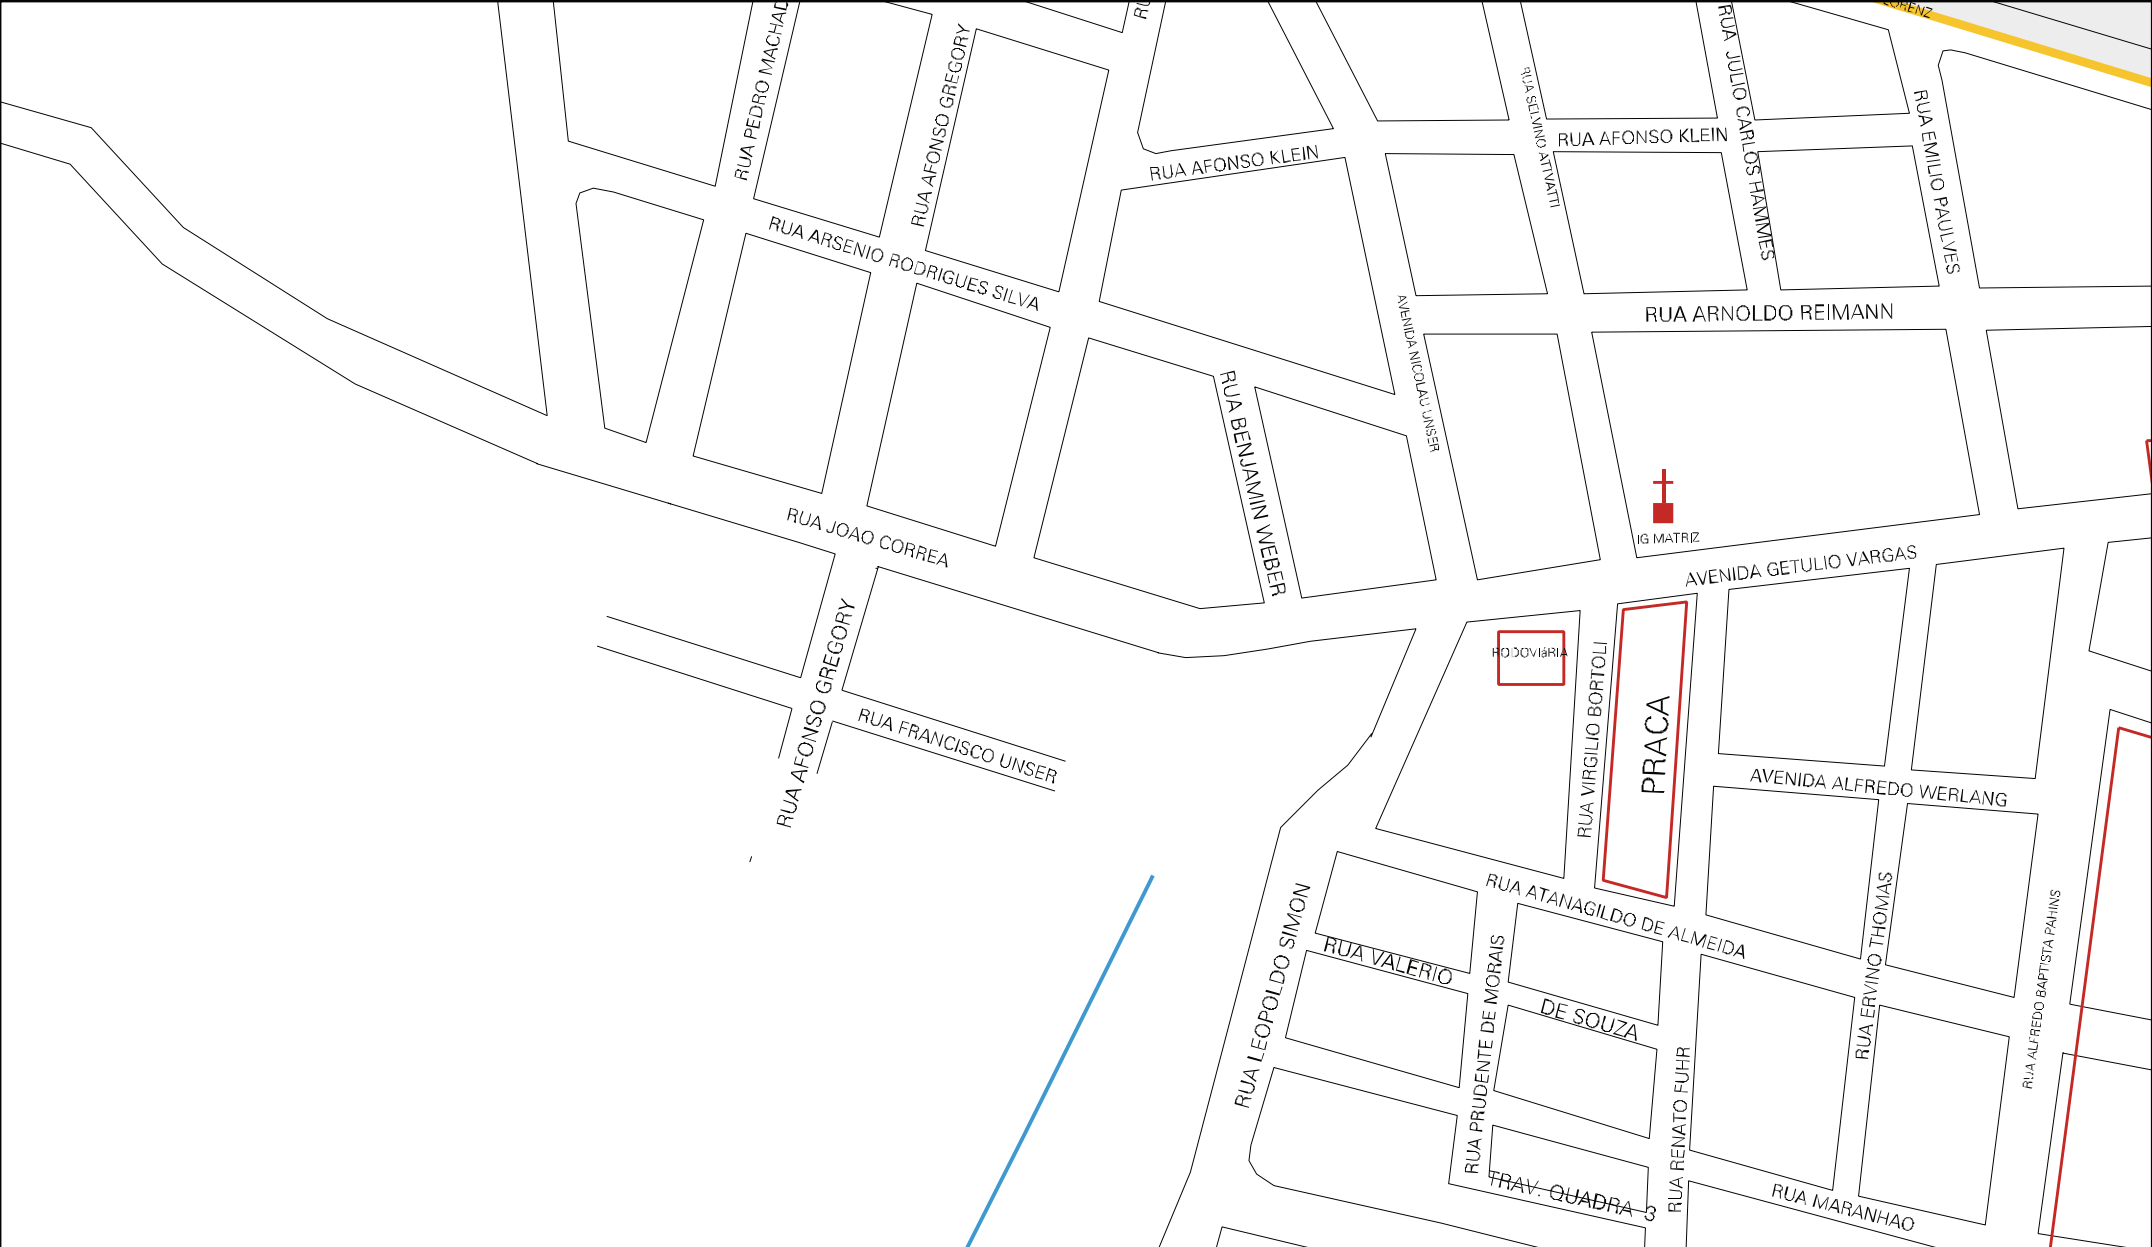 LORENZ
RUA PEDRO MACHAD
RUA AFONSO GREGORY
RU
RUA SELVINO ATIVATTI
RUA JULIO CARLOS HAMMES
RUA EMILIO PAULVES
RUA AFONSO KLEIN
RUA AFONSO KLEIN
RUA ARSENIO RODRIGUES SILVA
RUA ARNOLDO REIMANN
AVENIDA NICOLAU UNSER
RUA BENJAMIN WEBER
RUA JOAO CORREA
IG MATRIZ
AVENIDA GETULIO VARGAS
RUA AFONSO GREGORY
RODOVIáRIA
RUA VIRGILIO BORTOLI
PRACA
RUA FRANCISCO UNSER
AVENIDA ALFREDO WERLANG
RUA ATANAGILDO DE ALMEIDA
RUA LEOPOLDO SIMON
RUA VALERIO
DE SOUZA
RUA PRUDENTE DE MORAIS
RUA ERVINO THOMAS
RUA ALFREDO BAPTISTA PAHINS
RUA RENATO FUHR
TRAV. QUADRA 3
RUA MARANHAO